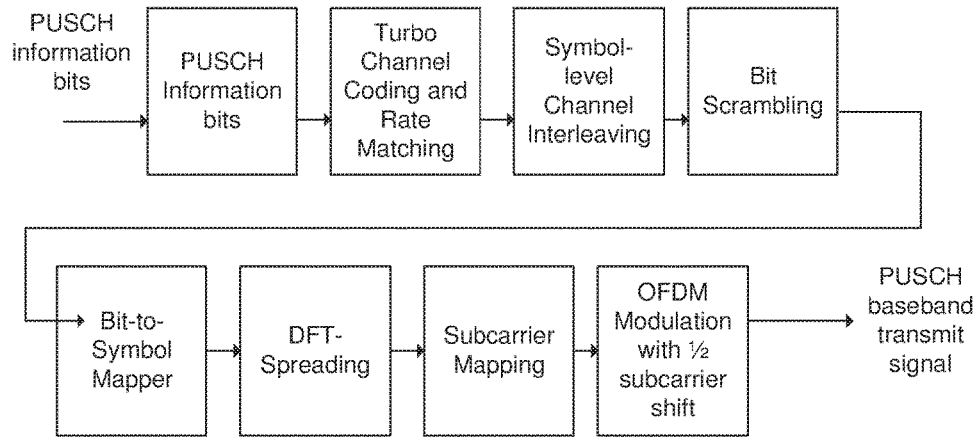 PUSCH
information
bits
PUSCH
Information
bits
Turbo
Channel
Coding and
Rate
Matching
Symbol-
level
Channel
Interleaving
Bit
Scrambling
Bit-to-
Symbol
Mapper
DFT-
Spreading
Subcarrier
Mapping
OFDM
Modulation
with ½
subcarrier
shift
PUSCH
baseband
transmit
signal